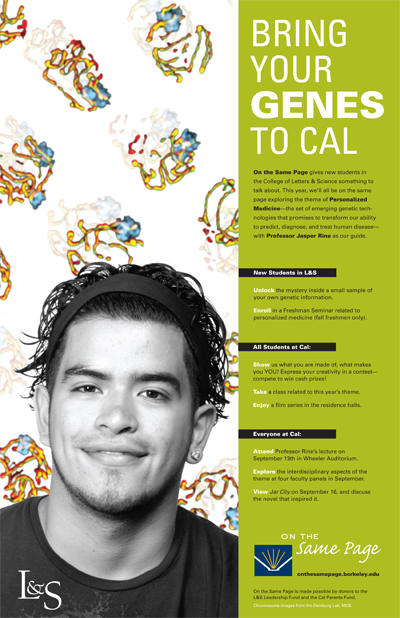 BRING
YOUR
GENES
TO CAL
On the Same Page gives new students in
the College of Letters & Science something to
talk about. This year, we'll all be on the same
page exploring the theme of Personalized
Medicine—the set of emerging genetic tech-
nologies that promises to transform our ability
to predict, diagnose, and treat human disease—
with Professor Jasper Rine as our guide.
New Students in L&S
Unlock the mystery inside a small sample of
your own genetic information.
Enroll in a Freshman Seminar related to
personalized medicine (fall freshmen only).
All Students at Cal:
Show us what you are made of, what makes
you YOU! Express your creativity in a contest—
compete to win cash prizes!
Take a class related to this year's theme.
Enjoy a film series in the residence halls.
Everyone at Cal:
Attend Professor Rine's lecture on
September 13th in Wheeler Auditorium.
Explore the interdisciplinary aspects of the
theme at four faculty panels in September.
View Jar City on September 16, and discuss
the novel that inspired it.
ON THE
Same Page
onthesamepage.berkeley.edu
On the Same Page is made possible by donors to the
L&S Leadership Fund and the Cal Parents Fund.
Chromosome images from the Dernburg Lab, MCB.
L&S